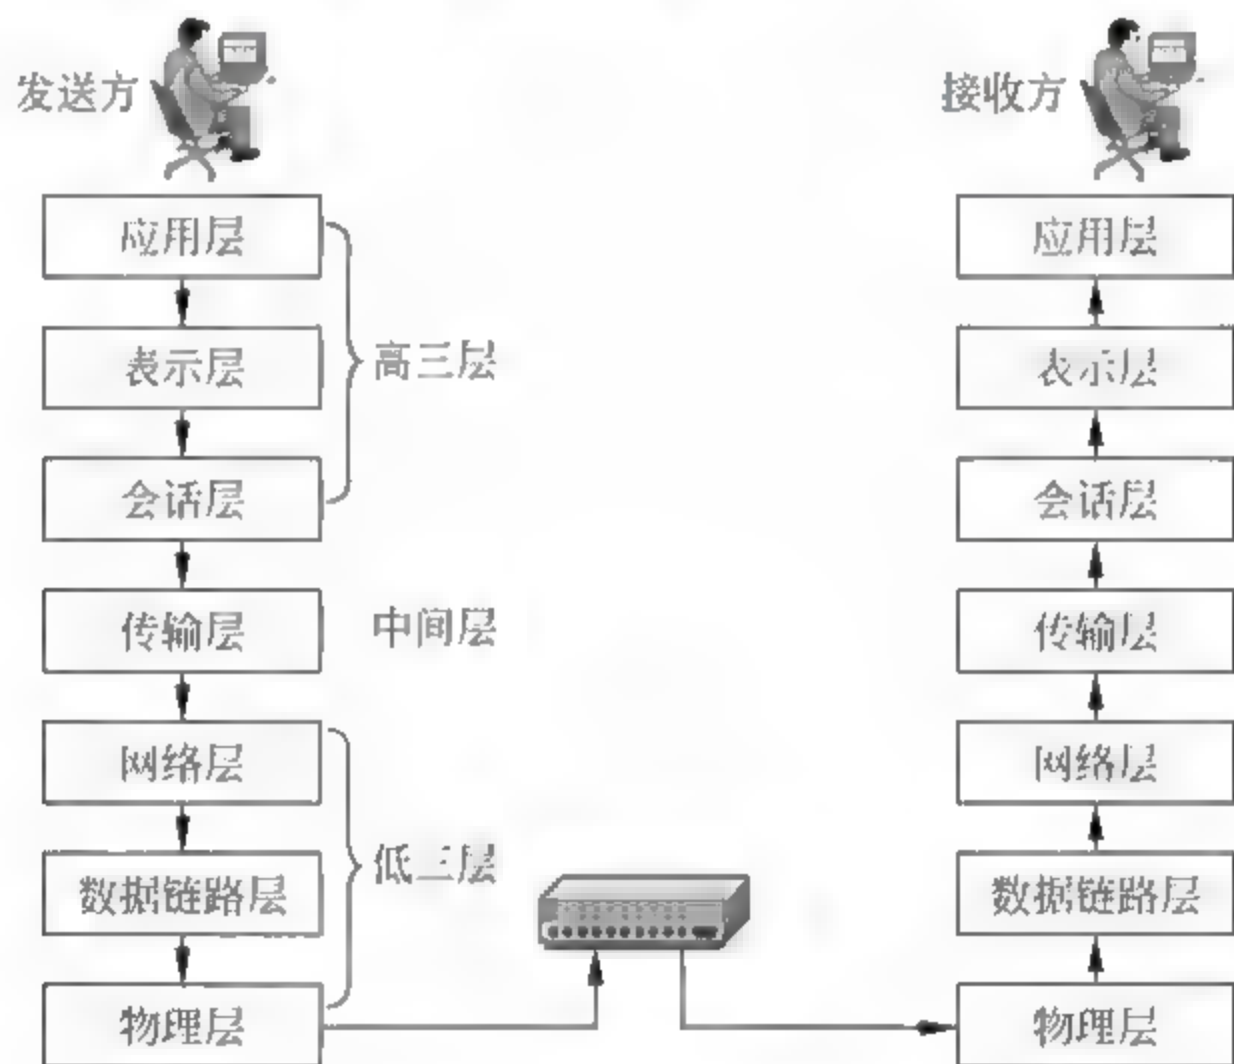 发送方
接收方
应用层
表示层
会话层
传输层
网络层
数据链路层
物理层
高三层
中间层
低三层
应用层
表示层
会话层
传输层
网络层
数据链路层
物理层